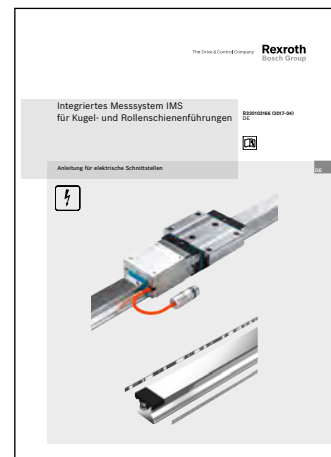 The Drive & Control Company
Rexroth
Bosch Group
Integriertes Messsystem IMS
für Kugel- und Rollenschienenführungen
R320103166 (2017-04)
DE
Anleitung für elektrische Schnittstellen
DE